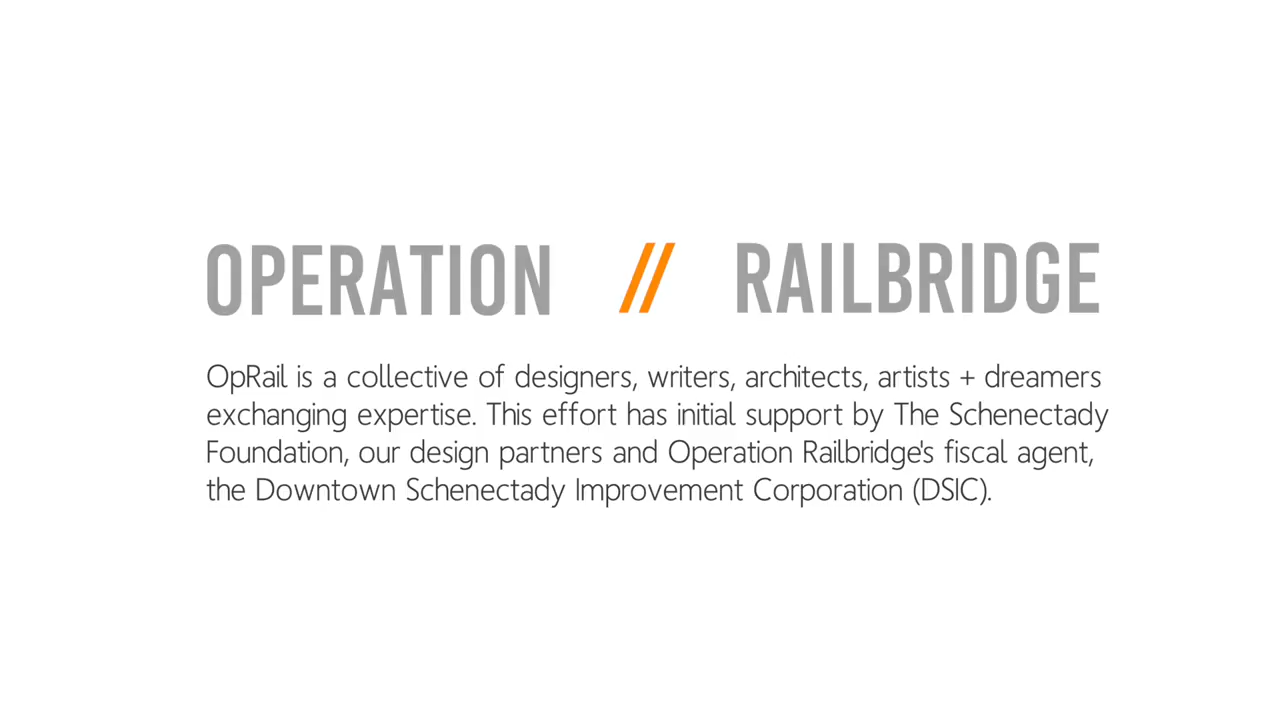 OPERATION // RAILBRIDGE
OpRail is a collective of designers, writers, architects, artists + dreamers
exchanging expertise. This effort has initial support by The Schenectady
Foundation, our design partners and Operation Railbridge's fiscal agent,
the Downtown Schenectady Improvement Corporation (DSIC).